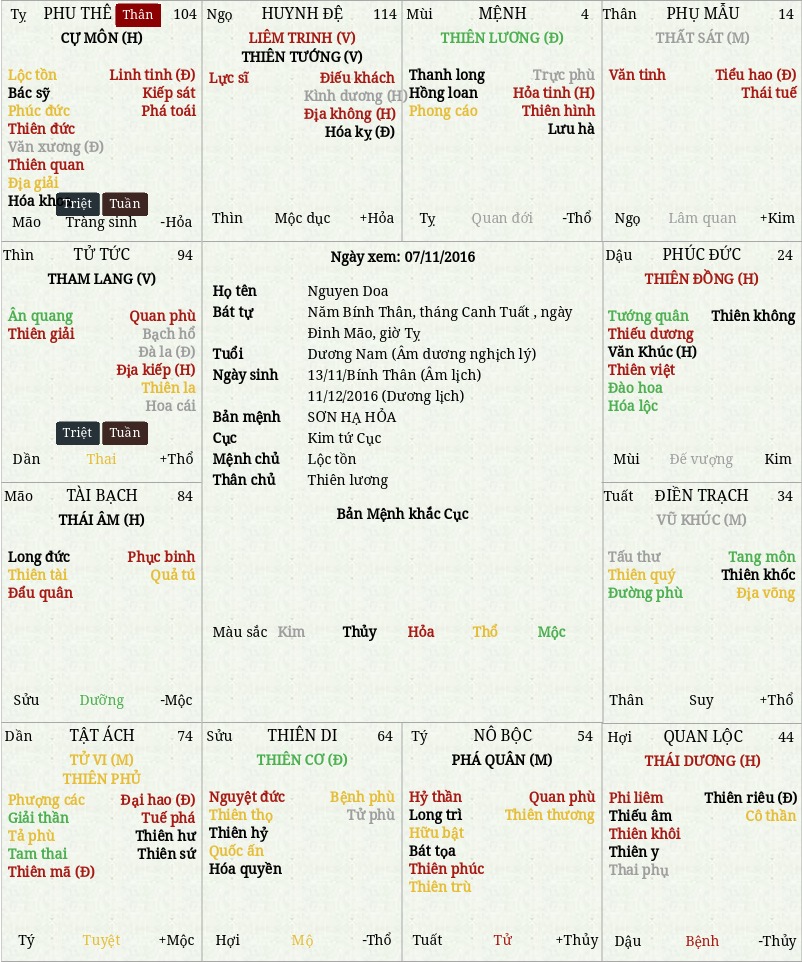 Tỵ PHU THÊ Thân 104
CỰ MÔN (H)
Lộc tồn Linh tinh (Đ)
Bác sỹ Kiếp sát
Phúc đức Phá toái
Thiên đức
Văn xương (Đ)
Thiên quan
Địa giải
Hóa
Triệt Tuần
Mão Tràng sinh -Hỏa
Ngọ HUYNH ĐỆ 114
LIÊM TRINH (V)
THIÊN TƯỚNG (V)
Lực sĩ Điếu khách
Kình dương (H)
Địa không (H)
Hóa kỵ (Đ)
Thìn Mộc dục +Hỏa
Mùi MỆNH 4
THIÊN LƯƠNG (Đ)
Thanh long Trực phù
Hồng loan Hỏa tinh (H)
Phong cáo Thiên hình
Lưu hà
Tỵ Quan đới -Thổ
Thân PHỤ MẪU 14
THẤT SÁT (M)
Văn tinh Tiểu hao (Đ)
Thái tuế
Ngọ Lâm quan +Kim
Thìn TỬ TỨC 94
THAM LANG (V)
Ân quang Quan phù
Thiên giải Bạch hổ
Đà la (Đ)
Địa kiếp (H)
Thiên la
Hoa cái
Triệt Tuần
Dần Thai +Thổ
Ngày xem: 07/11/2016
Họ tên Nguyen Doa
Bát tự Năm Bính Thân, tháng Canh Tuất , ngày
Đinh Mão, giờ Tỵ
Tuổi Dương Nam (Âm dương nghịch lý)
Ngày sinh 13/11/Bính Thân (Âm lịch)
11/12/2016 (Dương lịch)
Bản mệnh SƠN HẠ HỎA
Cục Kim tứ Cục
Mệnh chủ Lộc tồn
Thân chủ Thiên lương
Bản Mệnh khắc Cục
Màu sắc Kim Thủy Hỏa Thổ Mộc
Dậu PHÚC ĐỨC 24
THIÊN ĐỒNG (H)
Tướng quân Thiên không
Thiếu dương
Văn Khúc (H)
Thiên việt
Đào hoa
Hóa lộc
Mùi Đế vượng Kim
Mão TÀI BẠCH 84
THÁI ÂM (H)
Long đức Phục binh
Thiên tài Quả tú
Đẩu quân
Sửu Dưỡng -Mộc
Tuất ĐIỀN TRẠCH 34
VŨ KHÚC (M)
Tấu thư Tang môn
Thiên quý Thiên khốc
Đường phù Địa võng
Thân Suy +Thổ
Dần TẬT ÁCH 74
TỬ VI (M)
THIÊN PHỦ
Phượng các Đại hao (Đ)
Giải thần Tuế phá
Tả phù Thiên hư
Tam thai Thiên sứ
Thiên mã (Đ)
Tý Tuyệt +Mộc
Sửu THIÊN DI 64
THIÊN CƠ (Đ)
Nguyệt đức Bệnh phù
Thiên thọ Tử phù
Thiên hỷ
Quốc ấn
Hóa quyền
Hợi Mộ -Thổ
Tý NÔ BỘC 54
PHÁ QUÂN (M)
Hỷ thần Quan phù
Long trì Thiên thương
Hữu bật
Bát tọa
Thiên phúc
Thiên trù
Tuất Tử +Thủy
Hợi QUAN LỘC 44
THÁI DƯƠNG (H)
Phi liêm Thiên riêu (Đ)
Thiếu âm Cô thần
Thiên khôi
Thiên y
Thai phụ
Dậu Bệnh -Thủy